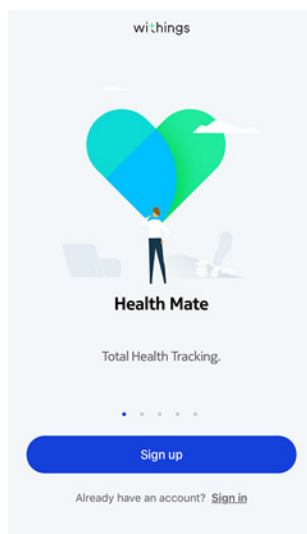 withings
Health Mate
Total Health Tracking.
Sign up
Already have an account? Sign in